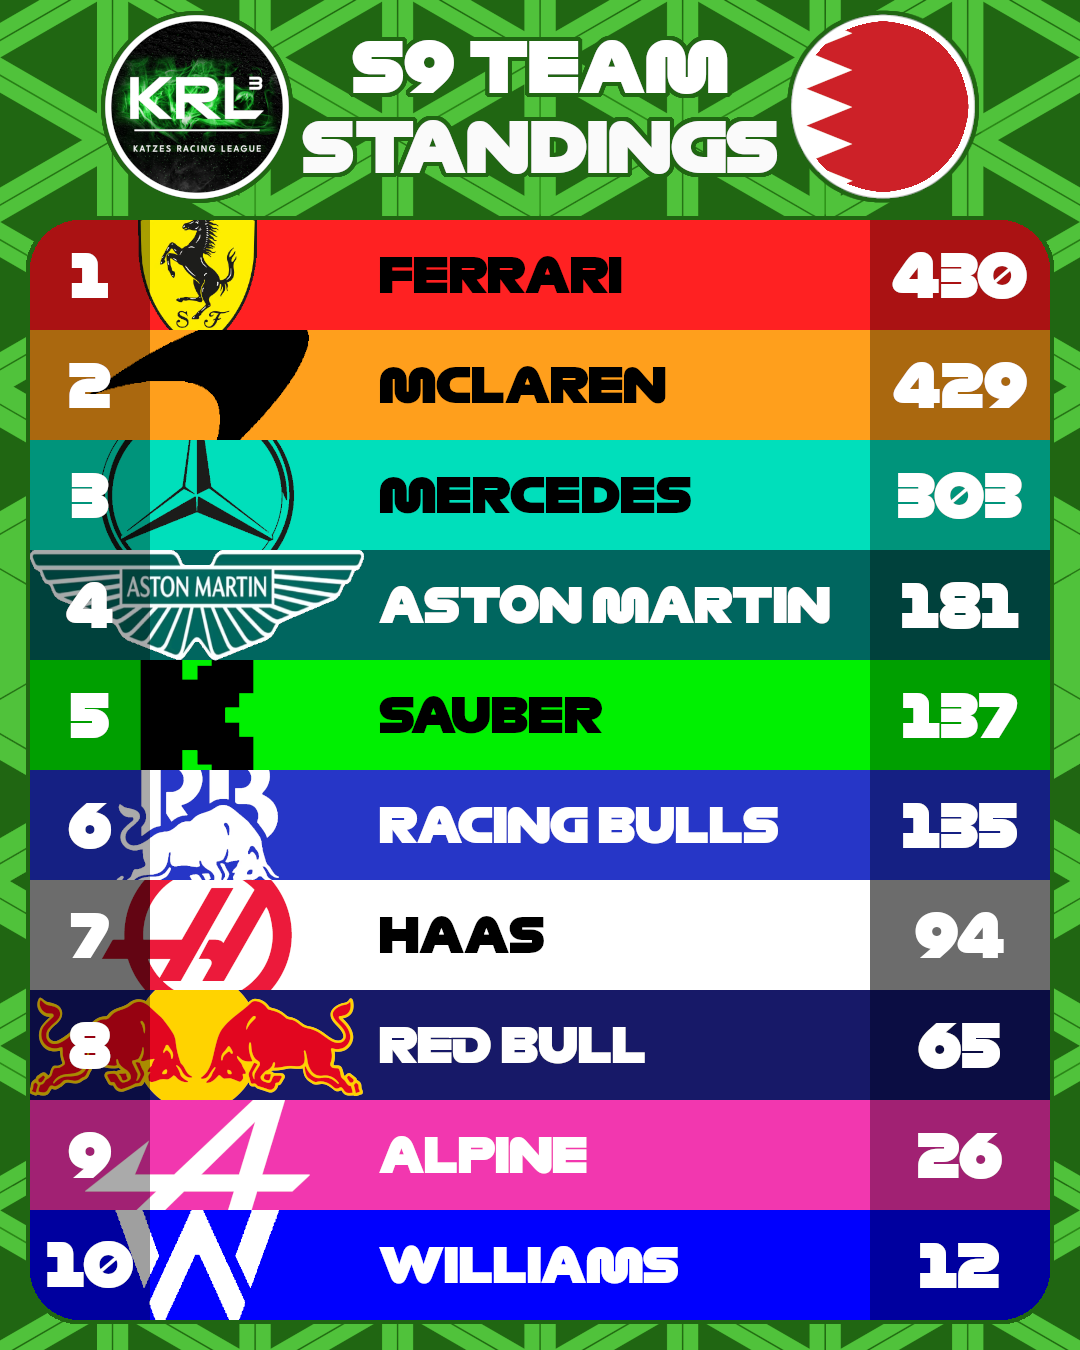 KRL3
KATZES RACING LEAGUE
S9 TEAM
STANDINGS
1 S F FERRARI 430
2 MCLAREN 429
3 MERCEDES 303
4 ASTON MARTIN ASTON MARTIN 181
5 SAUBER 137
6 RB RACING BULLS 135
7 H HAAS 94
8 RED BULL 65
9 A ALPINE 26
10 W WILLIAMS 12